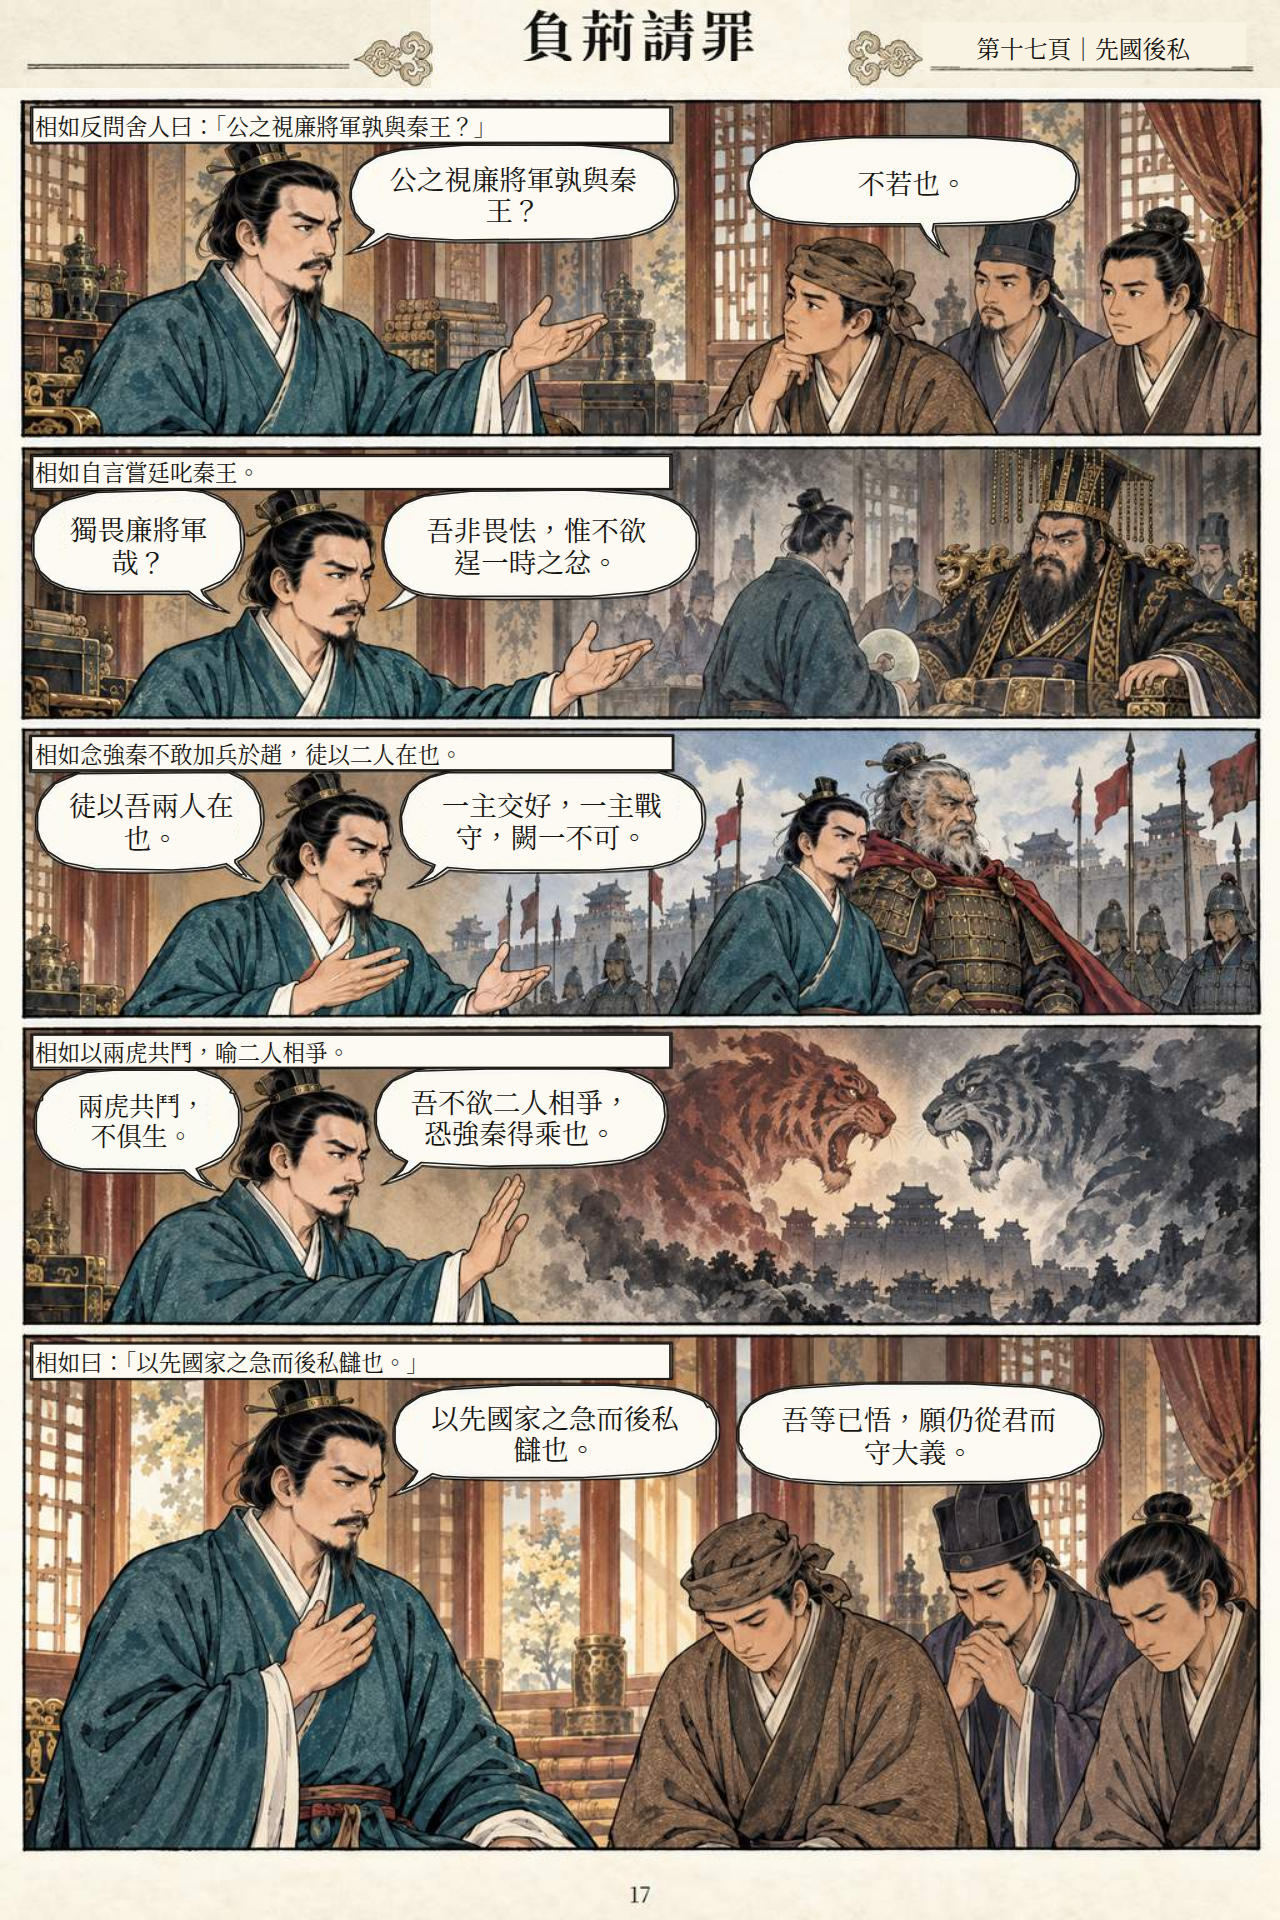 負荊請罪
第十七頁｜先國後私
相如反問舍人曰：「公之視廉將軍孰與秦王？」
公之視廉將軍孰與秦
王？
不若也。
相如自言嘗廷叱秦王。
獨畏廉將軍
哉？
吾非畏怯，惟不欲
逞一時之忿。
相如念強秦不敢加兵於趙，徒以二人在也。
徒以吾兩人在
也。
一主交好，一主戰
守，闕一不可。
相如以兩虎共鬥，喻二人相爭。
兩虎共鬥，
不俱生。
吾不欲二人相爭，
恐強秦得乘也。
相如曰：「以先國家之急而後私讎也。」
以先國家之急而後私
讎也。
吾等已悟，願仍從君而
守大義。
17